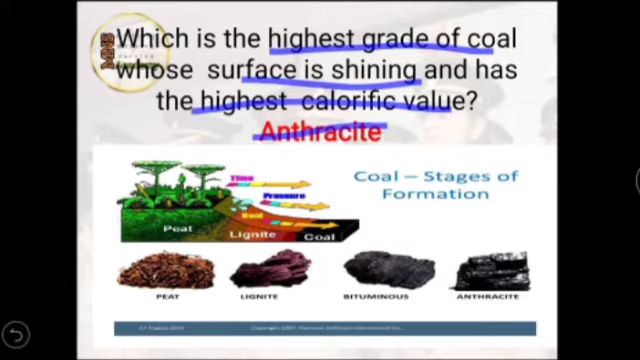 MNS
Which is the highest grade of coal
whose surface is shining and has
the highest calorific value?
Anthracite
Coal – Stages of
Formation
Time
Pressure
Heat
Peat
Lignite
Coal
PEAT
LIGNITE
BITUMINOUS
ANTHRACITE